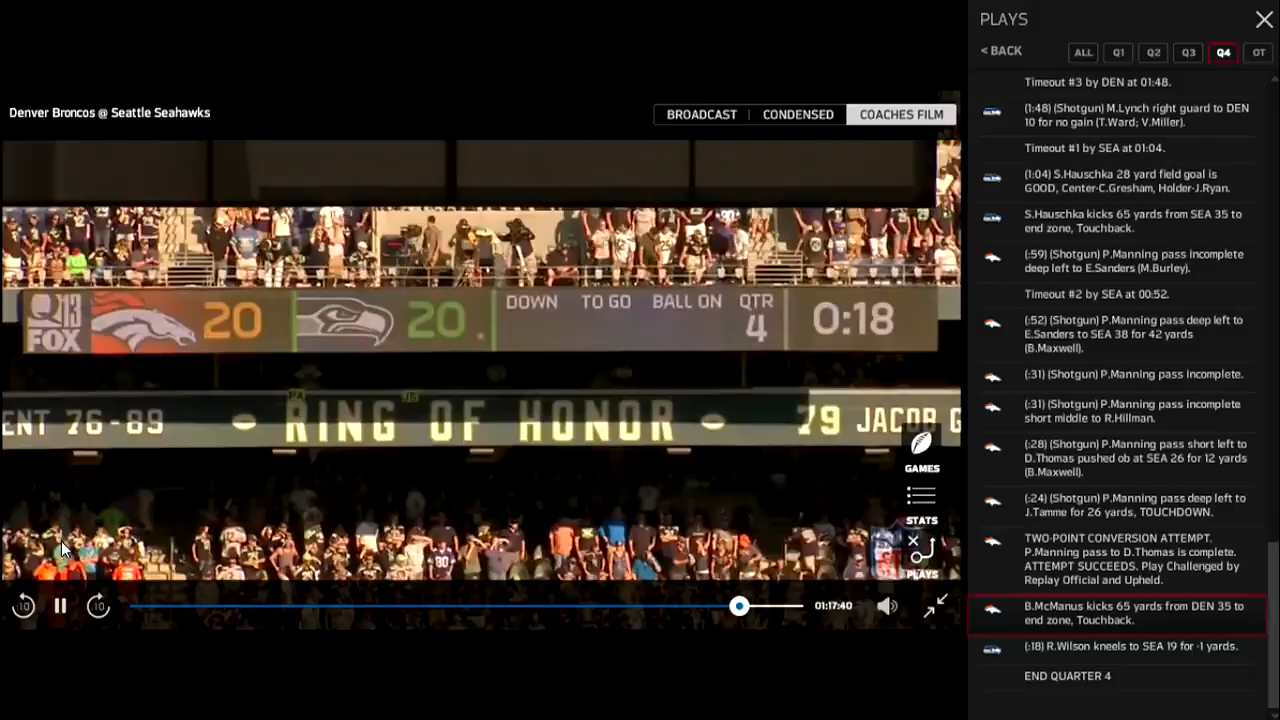 PLAYS
< BACK
ALL
Q1
Q2
Q3
Q4
OT
Timeout #3 by DEN at 01:48.
(1:48) (Shotgun) M.Lynch right guard to DEN
10 for no gain (T.Ward; V.Miller).
Timeout #1 by SEA at 01:04.
(1:04) S.Hauschka 28 yard field goal is
GOOD, Center-C.Gresham, Holder-J.Ryan.
S.Hauschka kicks 65 yards from SEA 35 to
end zone, Touchback.
(:59) P.Manning pass incomplete
deep left to E.Sanders (M.Burley).
Timeout #2 by SEA at 00:52.
(:52) (Shotgun) P.Manning pass deep left to
E.Sanders to SEA 38 for 42 yards
(B.Maxwell).
(:31) (Shotgun) P.Manning pass incomplete.
(:31) (Shotgun) P.Manning pass incomplete
short middle to R.Hillman.
(:28) (Shotgun) P.Manning pass short left to
D.Thomas pushed ob at SEA 26 for 12 yards
(B.Maxwell).
(:24) (Shotgun) P.Manning pass deep left to
J.Tamme for 26 yards, TOUCHDOWN.
TWO-POINT CONVERSION ATTEMPT.
P.Manning pass to D.Thomas is complete.
ATTEMPT SUCCEEDS. Play Challenged by
Replay Official and Upheld.
B.McManus kicks 65 yards from DEN 35 to
end zone, Touchback.
(:18) R.Wilson kneels to SEA 19 for -1 yards.
END QUARTER 4
Denver Broncos @ Seattle Seahawks
BROADCAST
CONDENSED
COACHES FILM
Q13
FOX
20
20
DOWN TO GO BALL ON QTR
4
0:18
ENT 76-89
RING OF HONOR
79 JACOB G
GAMES
STATS
PLAYS
10
10
01:17:40